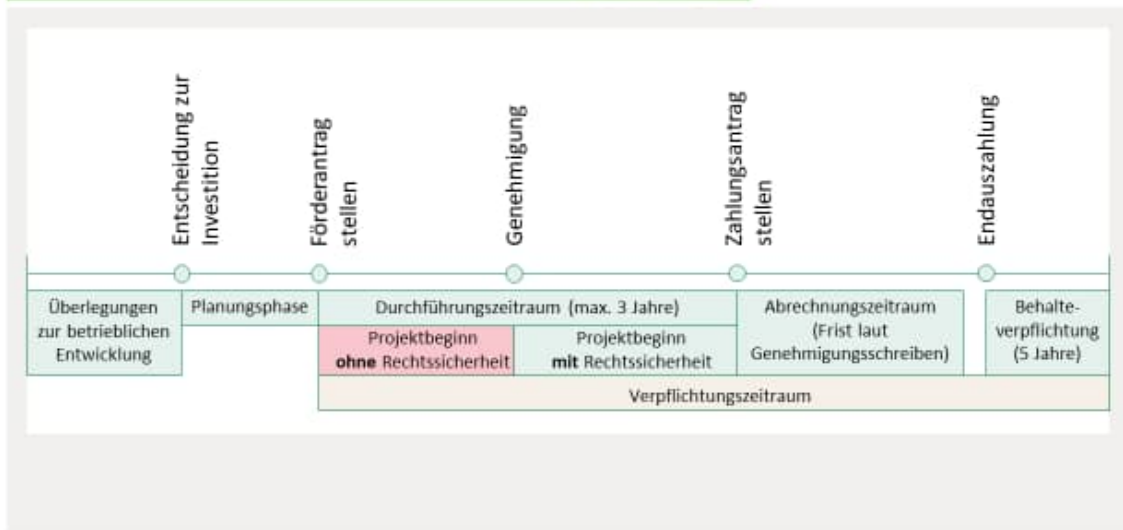 Entscheidung zur
Investition
Förderantrag
stellen
Genehmigung
Zahlungsantrag
stellen
Endauszahlung
Überlegungen
zur betrieblichen
Entwicklung
Planungsphase
Durchführungszeitraum (max. 3 Jahre)
Projektbeginn
ohne Rechtssicherheit
Projektbeginn
mit Rechtssicherheit
Abrechnungszeitraum
(Frist laut
Genehmigungsschreiben)
Behalte-
verpflichtung
(5 Jahre)
Verpflichtungszeitraum